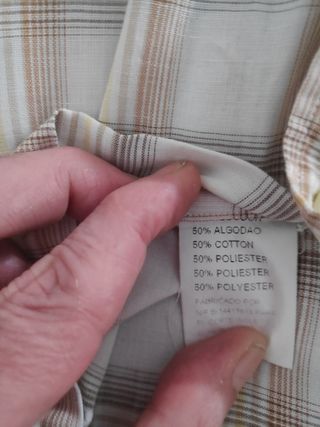 50% ALGODAO
50% COTTON
50% POLIESTER
50% POLIESTER
50% POLYESTER
FABRICADO POR